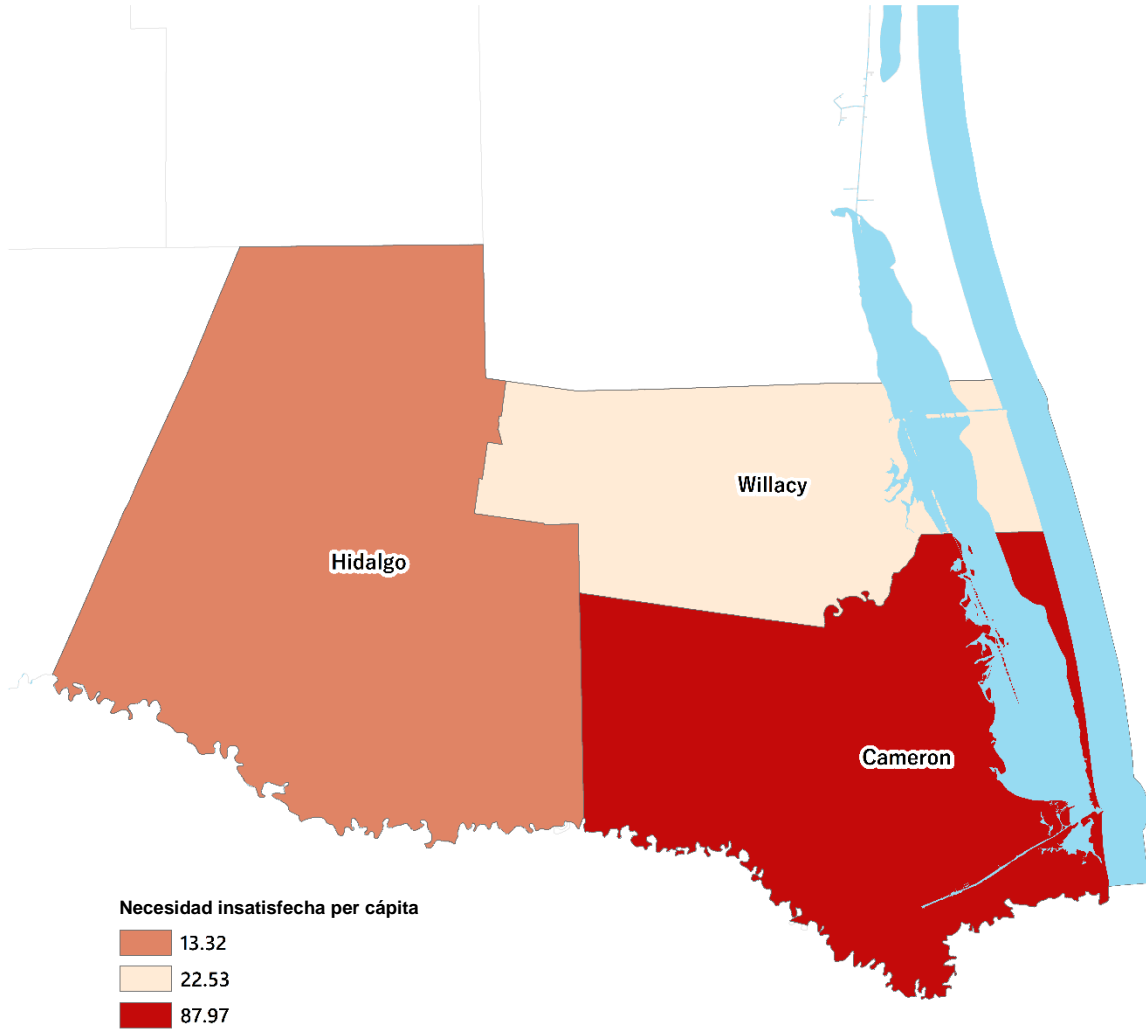 Willacy
Hidalgo
Cameron
Necesidad insatisfecha per cápita
13.32
22.53
87.97